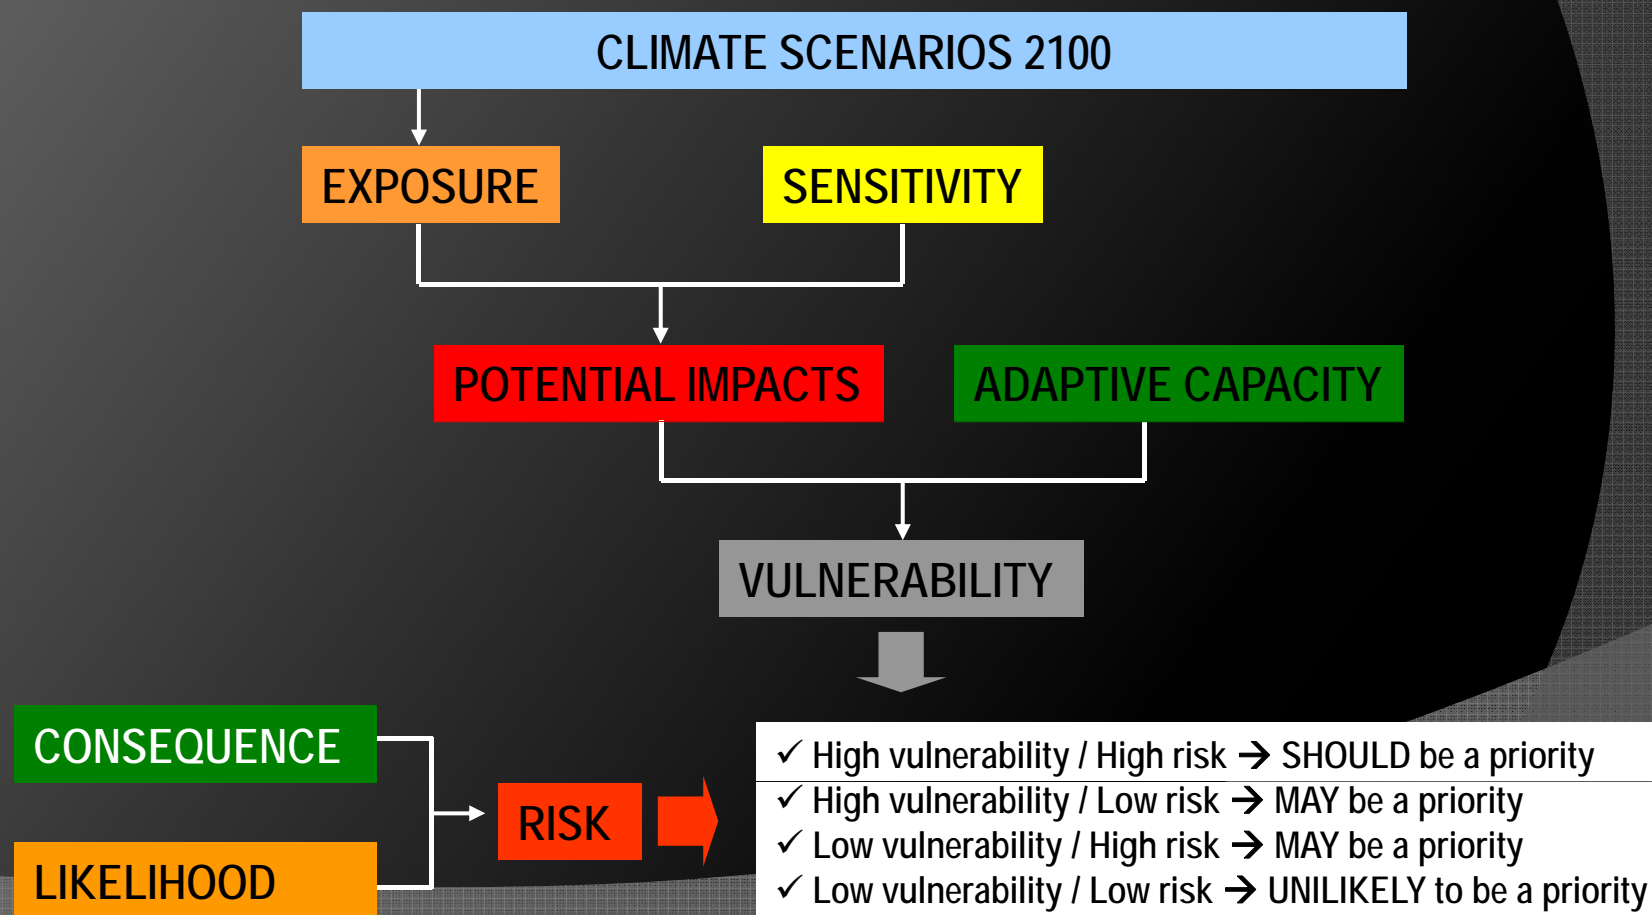 CLIMATE SCENARIOS 2100
EXPOSURE
SENSITIVITY
POTENTIAL IMPACTS
ADAPTIVE CAPACITY
VULNERABILITY
CONSEQUENCE
LIKELIHOOD
RISK
✓ High vulnerability / High risk → SHOULD be a priority
✓ High vulnerability / Low risk → MAY be a priority
✓ Low vulnerability / High risk → MAY be a priority
✓ Low vulnerability / Low risk → UNILIKELY to be a priority